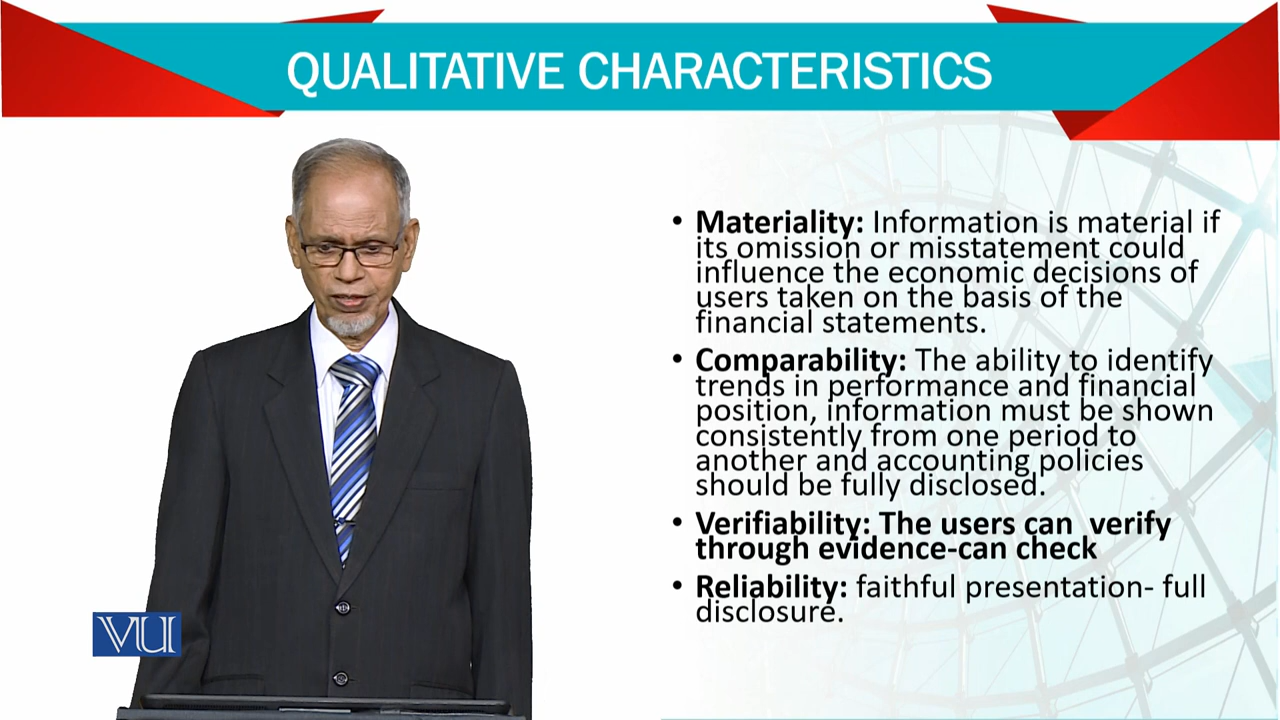 QUALITATIVE CHARACTERISTICS
• Materiality: Information is material if
its omission or misstatement could
influence the economic decisions of
users taken on the basis of the
financial statements.
• Comparability: The ability to identify
trends in performance and financial
position, information must be shown
consistently from one period to
another and accounting policies
should be fully disclosed.
• Verifiability: The users can  verify
through evidence-can check
• Reliability: faithful presentation- full
disclosure.
VU